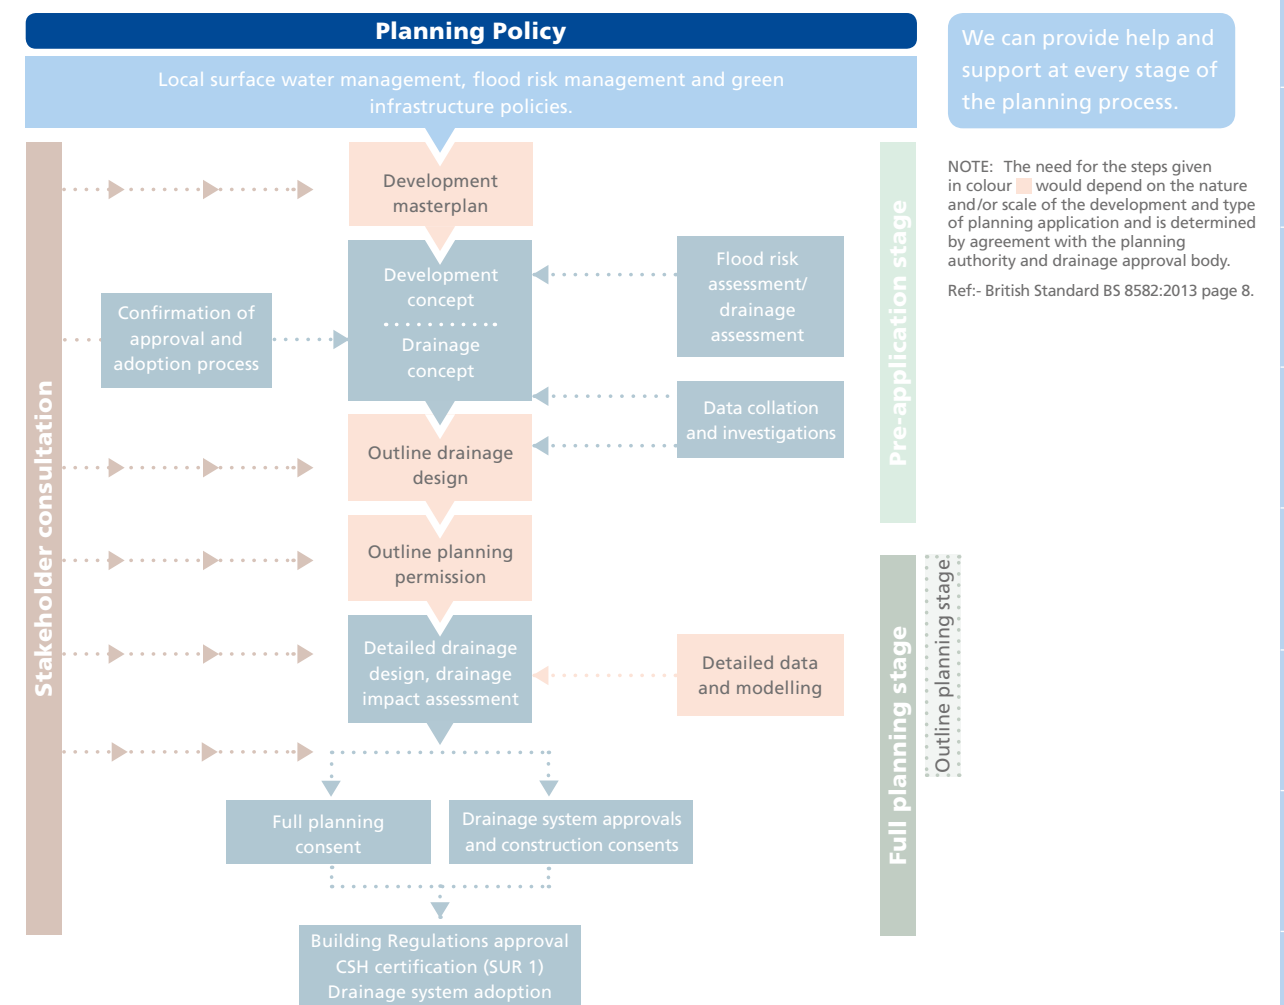 Planning Policy
Local surface water management, flood risk management and green
infrastructure policies.
We can provide help and
support at every stage of
the planning process.
NOTE: The need for the steps given
in colour would depend on the nature
and/or scale of the development and type
of planning application and is determined
by agreement with the planning
authority and drainage approval body.
Ref:- British Standard BS 8582:2013 page 8.
Stakeholder consultation
Development
masterplan
Development
concept
Drainage
concept
Flood risk
assessment/
drainage
assessment
Confirmation of
approval and
adoption process
Data collation
and investigations
Outline drainage
design
Pre-application stage
Outline planning
permission
Detailed drainage
design, drainage
impact assessment
Detailed data
and modelling
Full planning stage
Outline planning stage
Full planning
consent
Drainage system approvals
and construction consents
Building Regulations approval
CSH certification (SUR 1)
Drainage system adoption